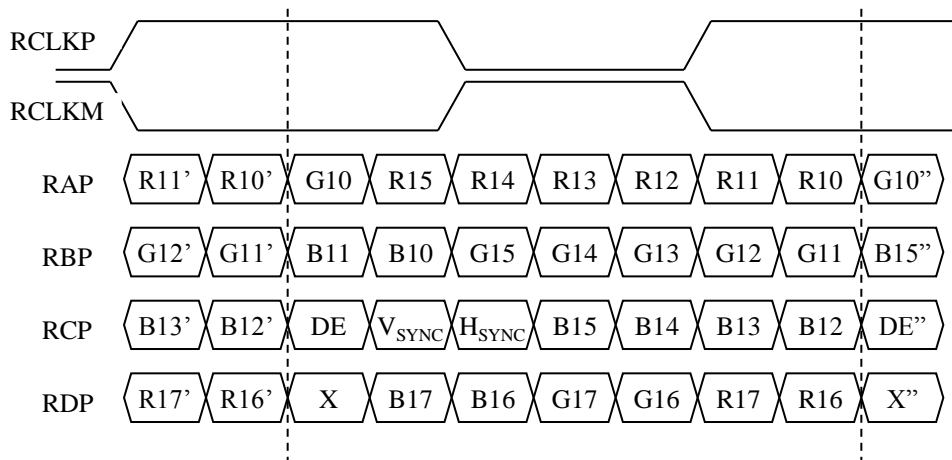 RCLKP
RCLKM
RAP R11’ R10’ G10 R15 R14 R13 R12 R11 R10 G10”
RBP G12’ G11’ B11 B10 G15 G14 G13 G12 G11 B15”
RCP B13’ B12’ DE VSYNC HSYNC B15 B14 B13 B12 DE”
RDP R17’ R16’ X B17 B16 G17 G16 R17 R16 X”